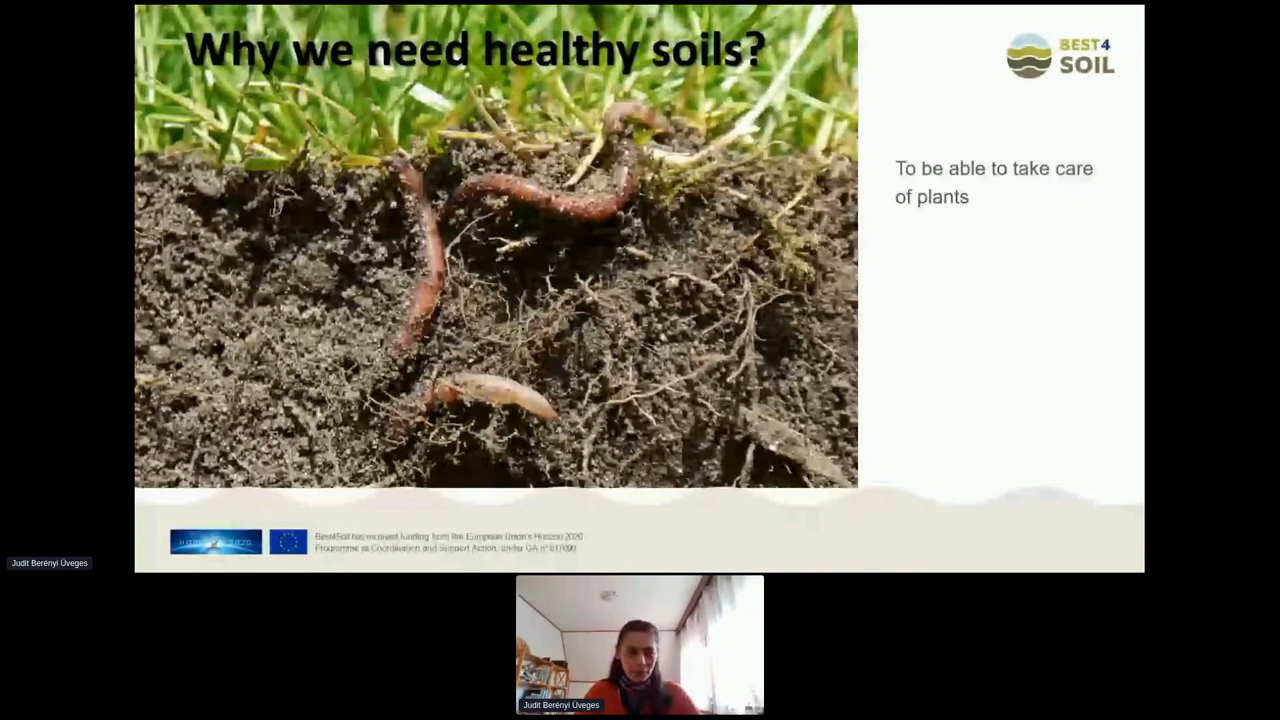 Why we need healthy soils?
BEST4
SOIL
To be able to take care
of plants
Best4Soil has received funding from the European Union's Horizon 2020
Programme as Coordination and Support Action, under GA n°
Judit Berényi Üveges
Judit Berényi Üveges